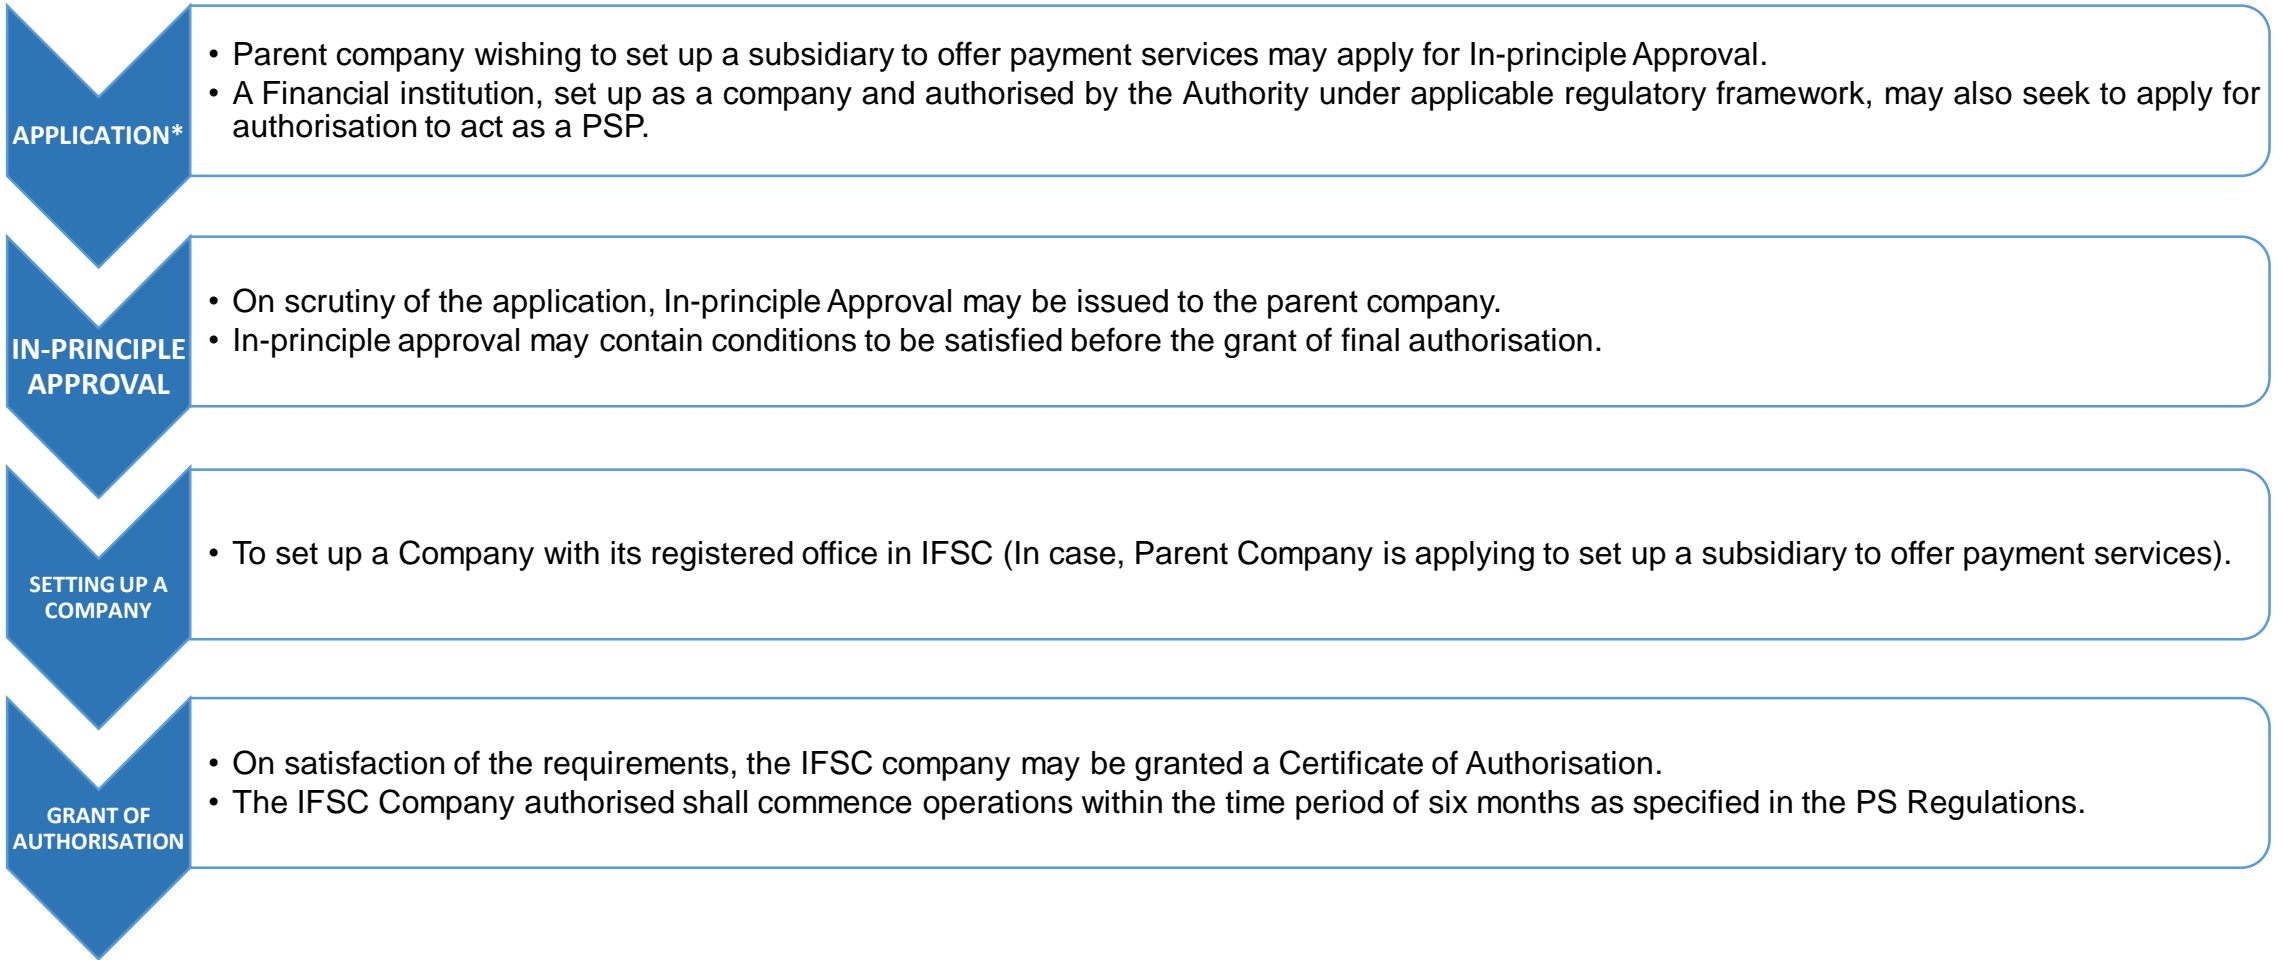 APPLICATION*
• Parent company wishing to set up a subsidiary to offer payment services may apply for In-principle Approval.
• A Financial institution, set up as a company and authorised by the Authority under applicable regulatory framework, may also seek to apply for
authorisation to act as a PSP.
IN-PRINCIPLE
APPROVAL
• On scrutiny of the application, In-principle Approval may be issued to the parent company.
• In-principle approval may contain conditions to be satisfied before the grant of final authorisation.
SETTING UP A
COMPANY
• To set up a Company with its registered office in IFSC (In case, Parent Company is applying to set up a subsidiary to offer payment services).
GRANT OF
AUTHORISATION
• On satisfaction of the requirements, the IFSC company may be granted a Certificate of Authorisation.
• The IFSC Company authorised shall commence operations within the time period of six months as specified in the PS Regulations.